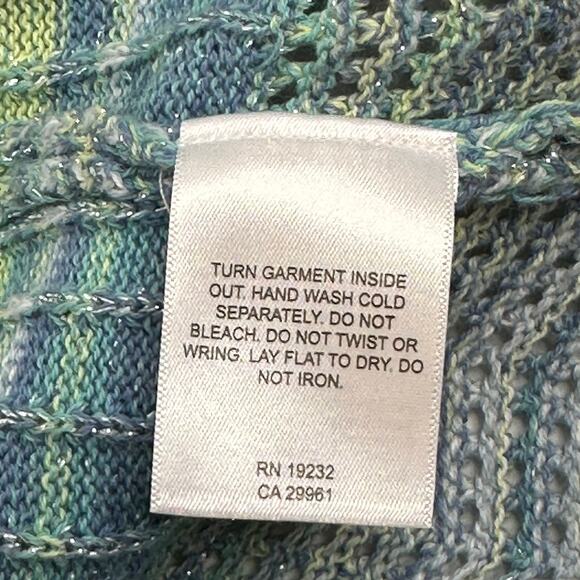 TURN GARMENT INSIDE
OUT. HAND WASH COLD
SEPARATELY. DO NOT
BLEACH. DO NOT TWIST OR
WRING. LAY FLAT TO DRY. DO
NOT IRON.
RN 19232
CA 29961